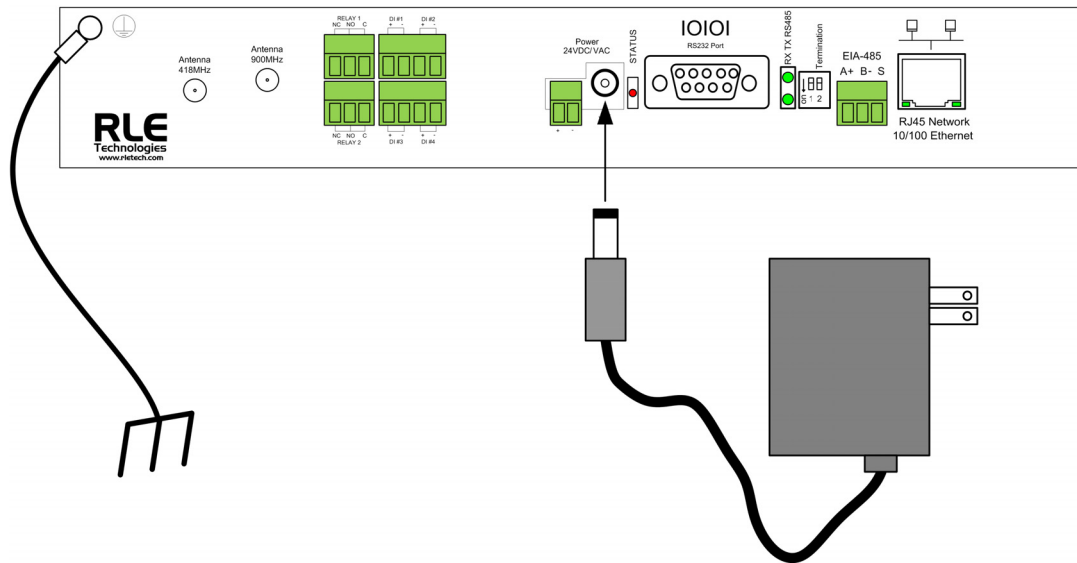 Antenna
418MHz
Antenna
900MHz
RLE
Technologies
www.rletech.com
RELAY 1
NC NO C
DI #1 DI #2
+ - + -
NC NO C
RELAY 2
+ - + -
DI #3 DI #4
Power
24VDC/VAC
+ -
STATUS
IOIOI
RS232 Port
RX TX RS485
Termination
on 1 2
EIA-485
A+ B- S
RJ45 Network
10/100 Ethernet